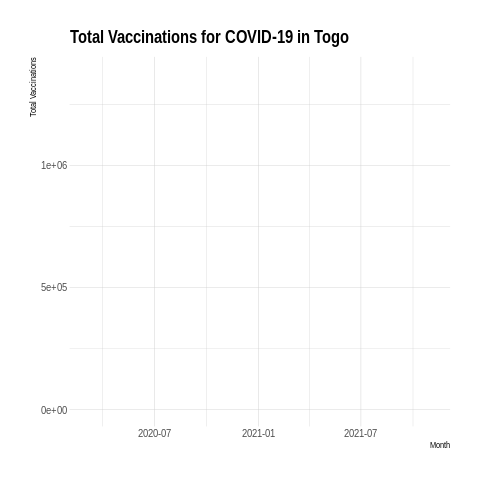 Total Vaccinations for COVID-19 in Togo
Total Vaccinations
1e+06
5e+05
0e+00
2020-07
2021-01
2021-07
Month